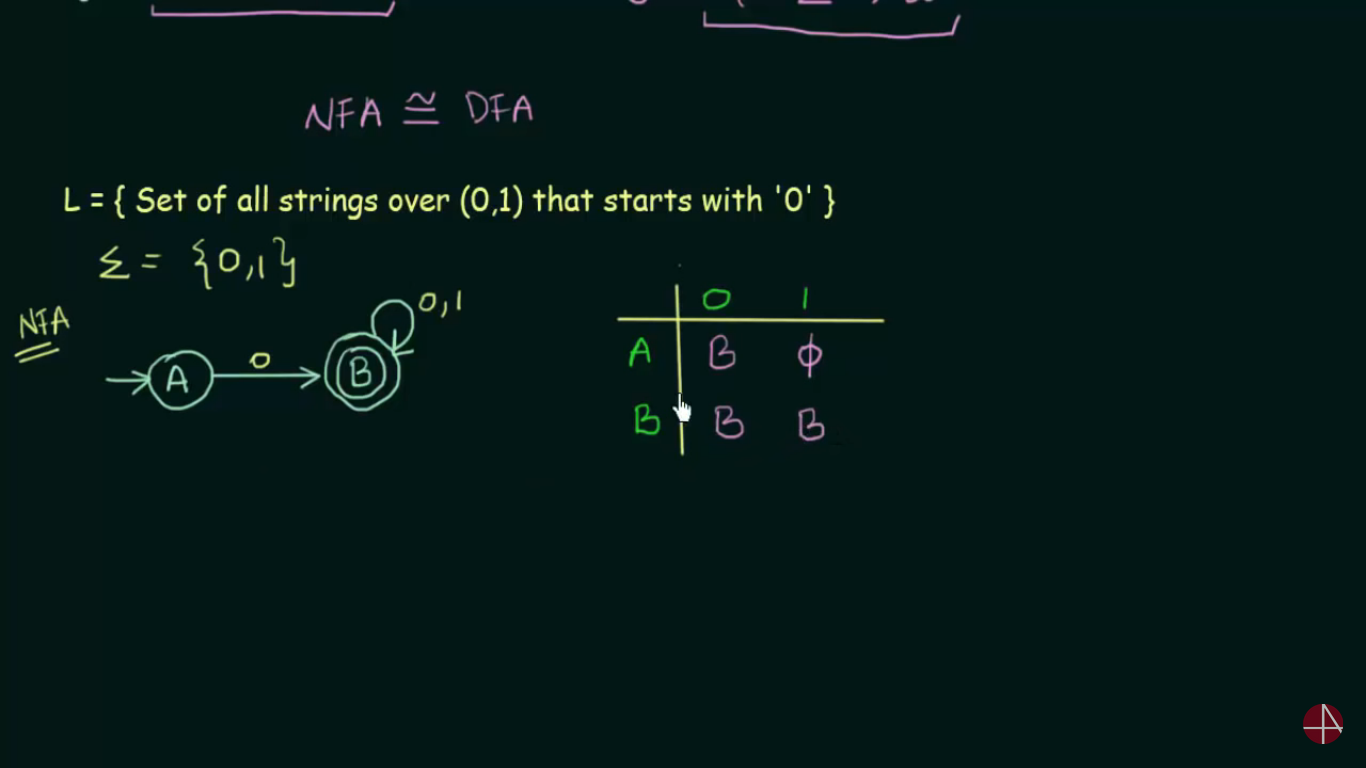 NFA ≅ DFA
L = { Set of all strings over (0,1) that starts with '0' }
Σ = {0,1}
NFA
A 0 B 0,1
0 1
A B ϕ
B B B